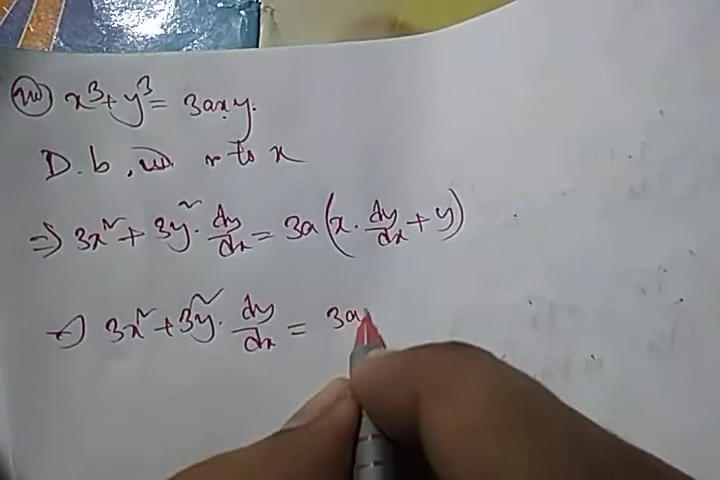 (iv) x³+y³= 3axy.
D.b.w. r to x
⇒ 3x²+3y². dy/dx = 3a(x. dy/dx + y)
⇒ 3x²+3y². dy/dx = 3a